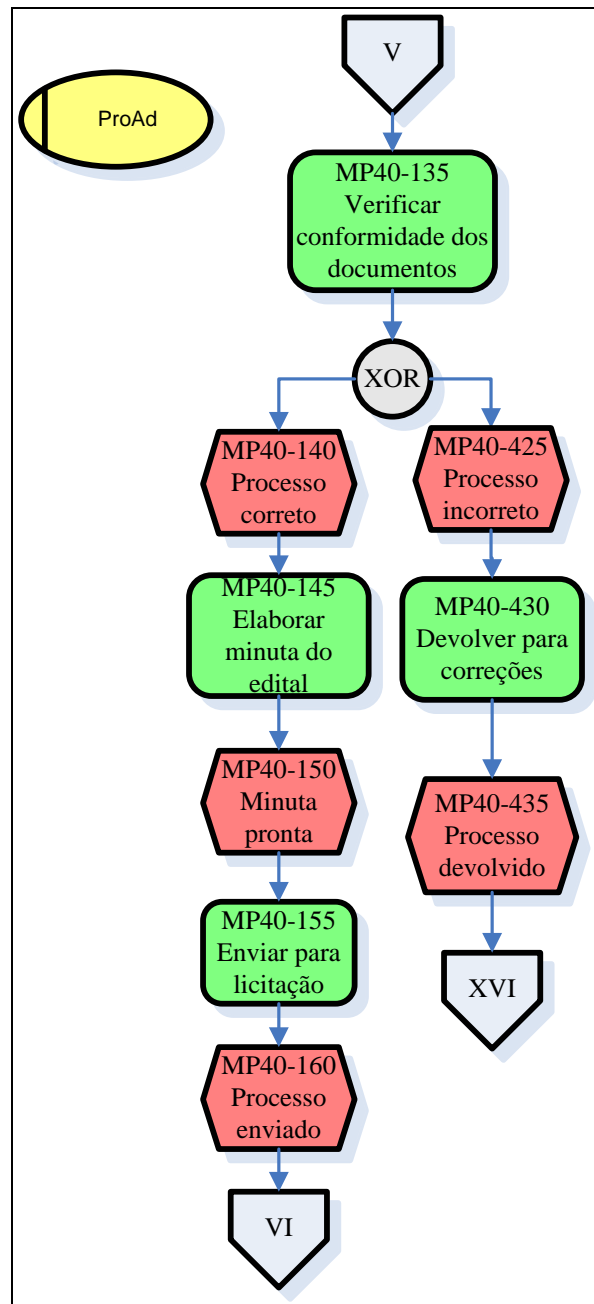 V
ProAd
MP40-135
Verificar
conformidade dos
documentos
XOR
MP40-140
Processo
correto
MP40-425
Processo
incorreto
MP40-145
Elaborar
minuta do
edital
MP40-430
Devolver para
correções
MP40-150
Minuta
pronta
MP40-435
Processo
devolvido
MP40-155
Enviar para
licitação
XVI
MP40-160
Processo
enviado
VI